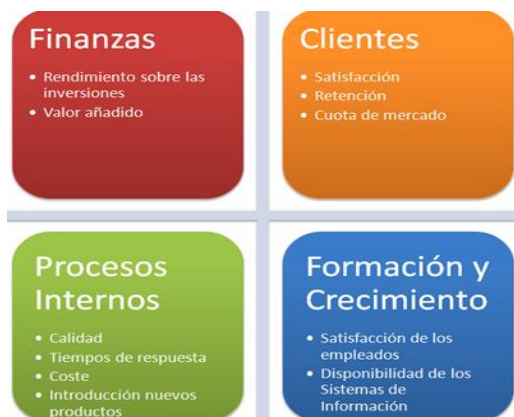 Finanzas
• Rendimiento sobre las
inversiones
• Valor añadido
Clientes
• Satisfacción
• Retención
• Cuota de mercado
Procesos
Internos
• Calidad
• Tiempos de respuesta
• Coste
• Introducción nuevos
productos
Formación y
Crecimiento
• Satisfacción de los
empleados
• Disponibilidad de los
Sistemas de
Información